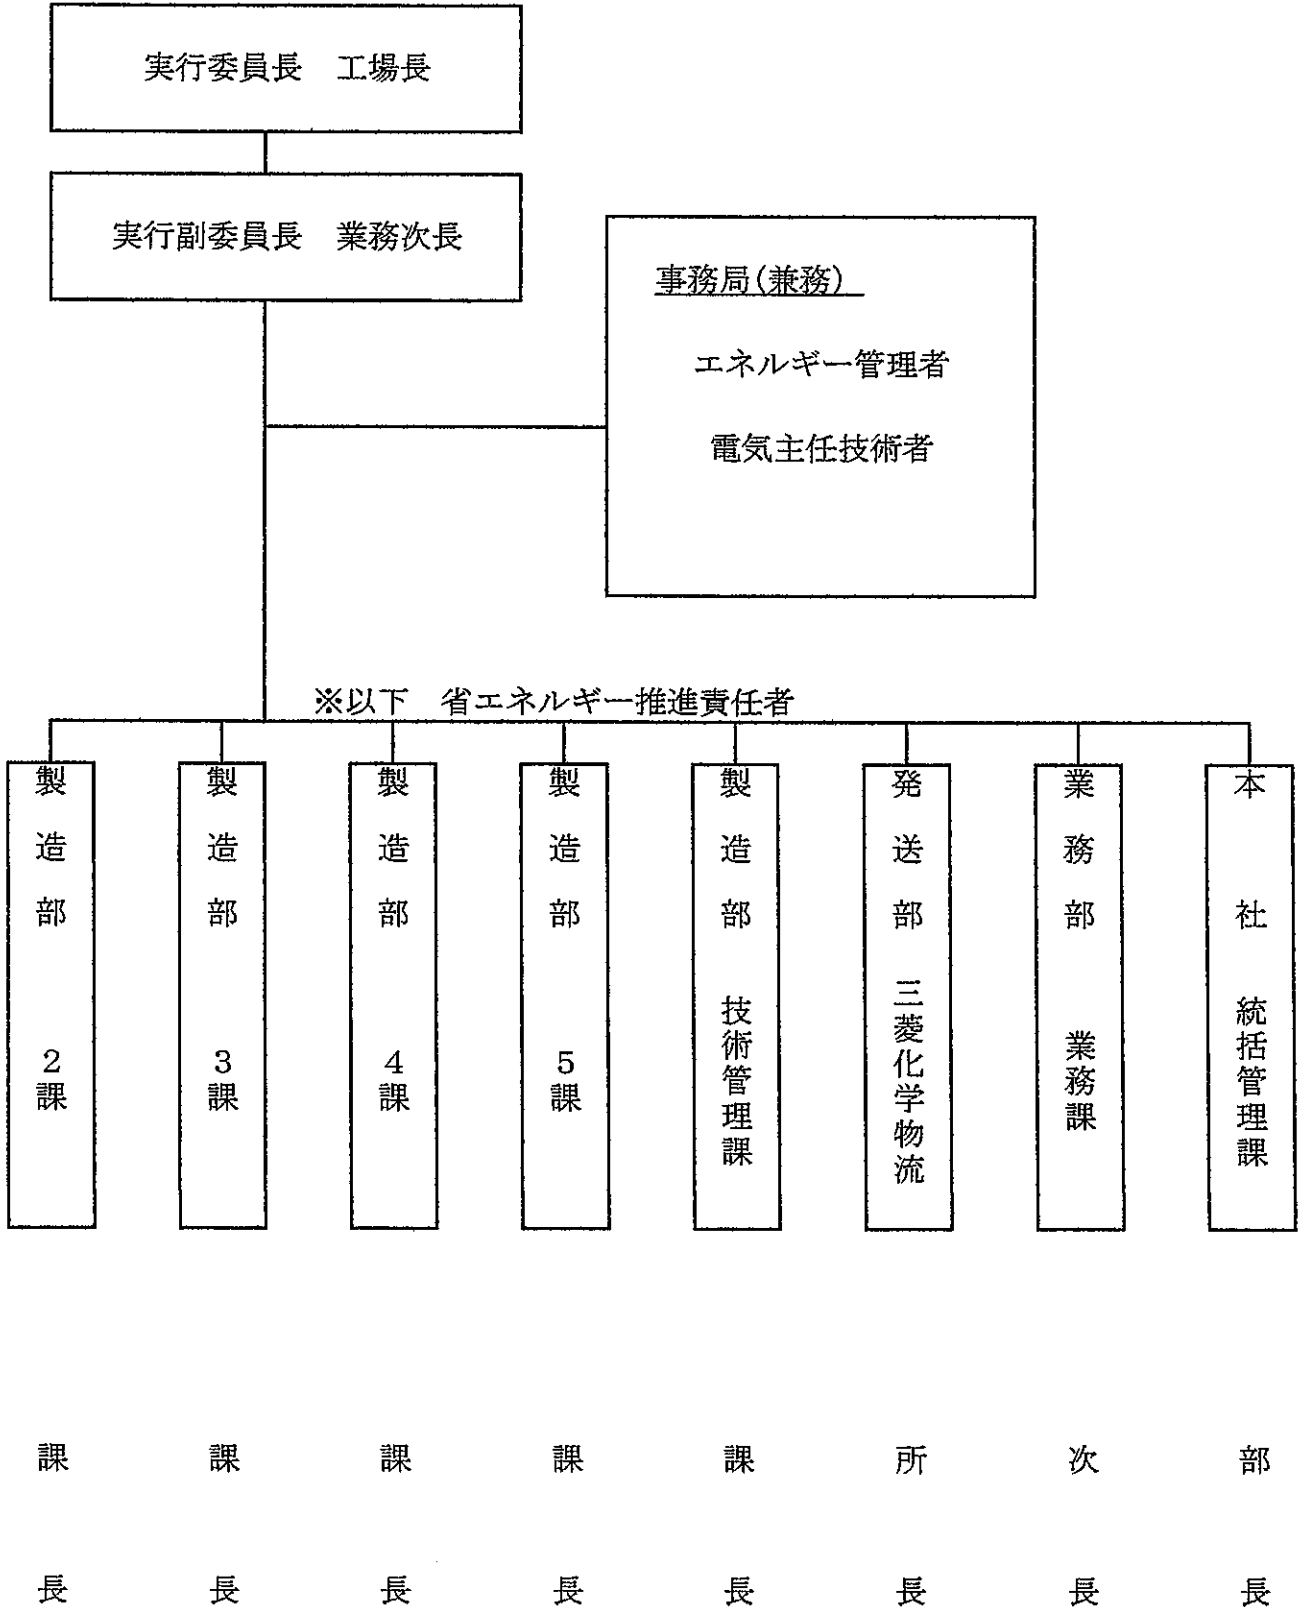 実行委員長　工場長
実行副委員長　業務次長
事務局(兼務)
エネルギー管理者
電気主任技術者
※以下　省エネルギー推進責任者
製造部　2課
製造部　3課
製造部　4課
製造部　5課
製造部　技術管理課
発送部　三菱化学物流
業務部　業務課
本社　統括管理課
課長
課長
課長
課長
課長
所長
次長
部長